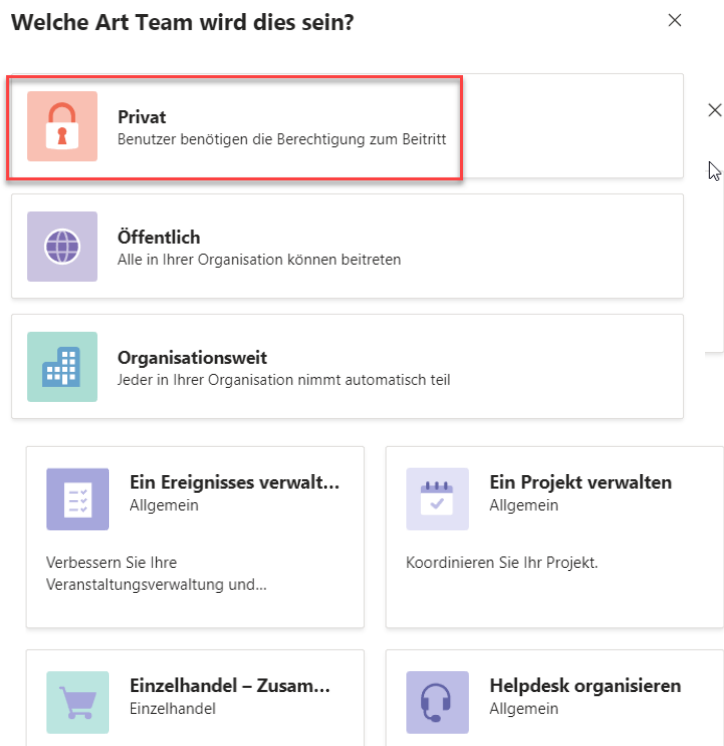 Welche Art Team wird dies sein?
Privat
Benutzer benötigen die Berechtigung zum Beitritt
Öffentlich
Alle in Ihrer Organisation können beitreten
Organisationsweit
Jeder in Ihrer Organisation nimmt automatisch teil
Ein Ereignisses verwalt...
Allgemein
Verbessern Sie Ihre
Veranstaltungsverwaltung und...
Ein Projekt verwalten
Allgemein
Koordinieren Sie Ihr Projekt.
Einzelhandel – Zusam...
Einzelhandel
Helpdesk organisieren
Allgemein